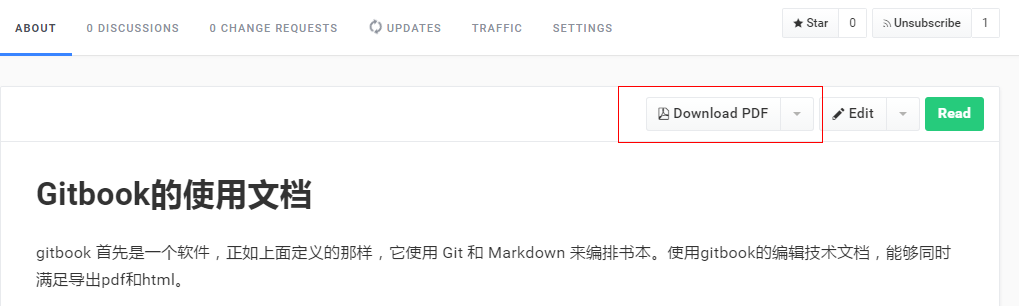 ABOUT 0 DISCUSSIONS 0 CHANGE REQUESTS UPDATES TRAFFIC SETTINGS Star 0 Unsubscribe 1
Download PDF Edit Read
Gitbook的使用文档
gitbook 首先是一个软件，正如上面定义的那样，它使用 Git 和 Markdown 来编排书本。使用gitbook的编辑技术文档，能够同时
满足导出pdf和html。